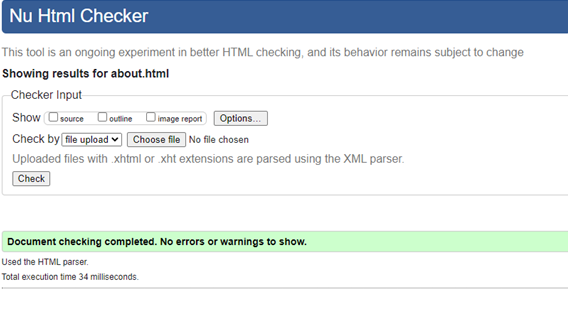 Nu Html Checker
This tool is an ongoing experiment in better HTML checking, and its behavior remains subject to change
Showing results for about.html
Checker Input
Show source outline image report Options...
Check by file upload Choose file No file chosen
Uploaded files with .xhtml or .xht extensions are parsed using the XML parser.
Check
Document checking completed. No errors or warnings to show.
Used the HTML parser.
Total execution time 34 milliseconds.